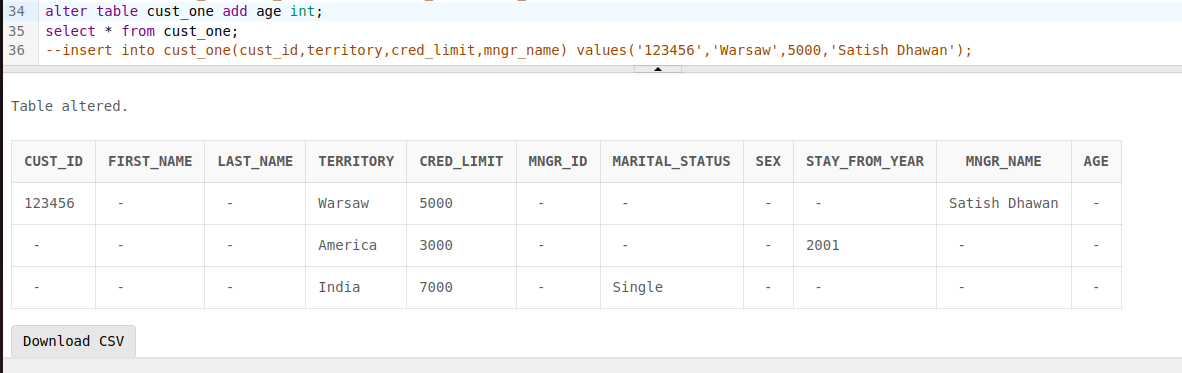 34 alter table cust_one add age int;
35 select * from cust_one;
36 --insert into cust_one(cust_id,territory,cred_limit,mngr_name) values('123456','Warsaw',5000,'Satish Dhawan');
Table altered.
CUST_ID FIRST_NAME LAST_NAME TERRITORY CRED_LIMIT MNGR_ID MARITAL_STATUS SEX STAY_FROM_YEAR MNGR_NAME AGE
123456 - - Warsaw 5000 - - - - Satish Dhawan -
- - - America 3000 - - - 2001 - -
- - - India 7000 - Single - - - -
Download CSV